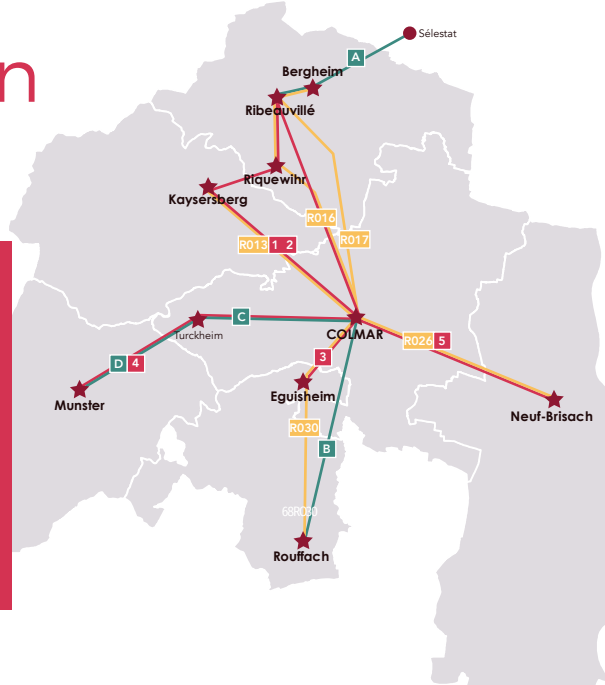 n
Sélestat
A
Bergheim
Ribeauvillé
Riquewihr
Kaysersberg
R016
R013 1 2
R017
C
Turckheim
COLMAR
R026 5
3
D 4
Munster
Eguisheim
Neuf-Brisach
R030
B
68R030
Rouffach